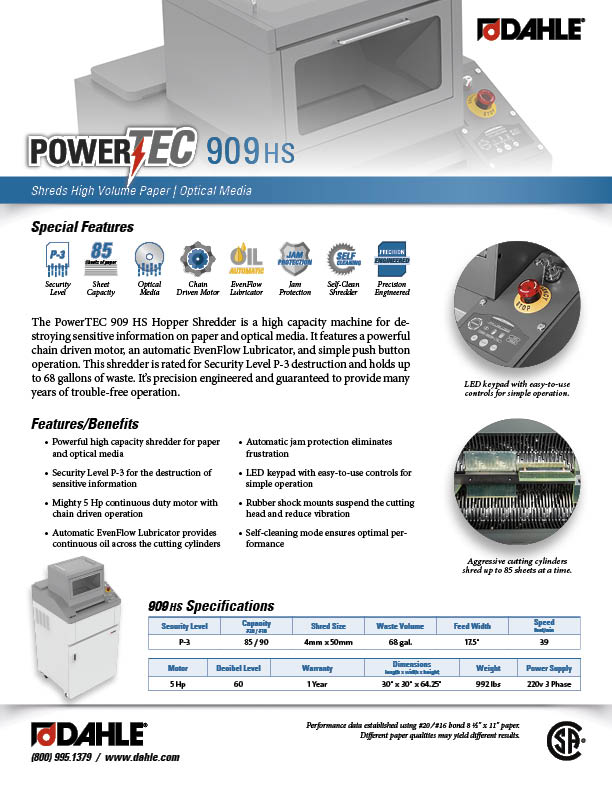 DAHLE®
POWERTEC 909HS
Shreds High Volume Paper | Optical Media
Special Features
P-3
85
Sheets of paper
OIL
AUTOMATIC
JAM
PROTECTION
SELF
CLEANING
PRECISION
ENGINEERED
Security
Level
Sheet
Capacity
Optical
Media
Chain
Driven Motor
EvenFlow
Lubricator
Jam
Protection
Self-Clean
Shredder
Precision
Engineered
The PowerTEC 909 HS Hopper Shredder is a high capacity machine for de-
stroying sensitive information on paper and optical media. It features a powerful
chain driven motor, an automatic EvenFlow Lubricator, and simple push button
operation. This shredder is rated for Security Level P-3 destruction and holds up
to 68 gallons of waste. It's precision engineered and guaranteed to provide many
years of trouble-free operation.
STOP
LED keypad with easy-to-use
controls for simple operation.
Features/Benefits
• Powerful high capacity shredder for paper
and optical media
• Security Level P-3 for the destruction of
sensitive information
• Mighty 5 Hp continuous duty motor with
chain driven operation
• Automatic EvenFlow Lubricator provides
continuous oil across the cutting cylinders
• Automatic jam protection eliminates
frustration
• LED keypad with easy-to-use controls for
simple operation
• Rubber shock mounts suspend the cutting
head and reduce vibration
• Self-cleaning mode ensures optimal per-
formance
Aggressive cutting cylinders
shred up to 85 sheets at a time.
909HS Specifications
Security Level Capacity #20 / #16 Shred Size Waste Volume Feed Width Speed feet/min
P-3 85 / 90 4mm x 50mm 68 gal. 17.5" 39
Motor Decibel Level Warranty Dimensions length x width x height Weight Power Supply
5 Hp 60 1 Year 30" x 30" x 64.25" 992 lbs 220v 3 Phase
DAHLE®
(800) 995.1379 / www.dahle.com
Performance data established using #20/#16 bond 8 ½" x 11" paper.
Different paper qualities may yield different results.
CSA®